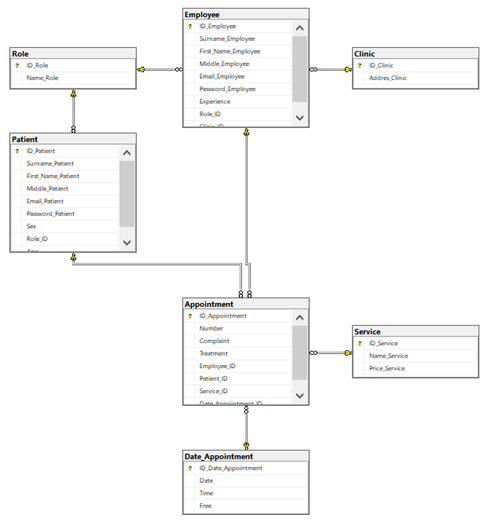 Employee
ID_Employee
Surname_Employee
First_Name_Employee
Middle_Employee
Email_Employee
Password_Employee
Experience
Role_ID
Clinic_ID
Role
ID_Role
Name_Role
Clinic
ID_Clinic
Addres_Clinic
Patient
ID_Patient
Surname_Patient
First_Name_Patient
Middle_Patient
Email_Patient
Password_Patient
Sex
Role_ID
Appointment
ID_Appointment
Number
Complaint
Treatment
Employee_ID
Patient_ID
Service_ID
Date_Appointment_ID
Service
ID_Service
Name_Service
Price_Service
Date_Appointment
ID_Date_Appointment
Date
Time
Free